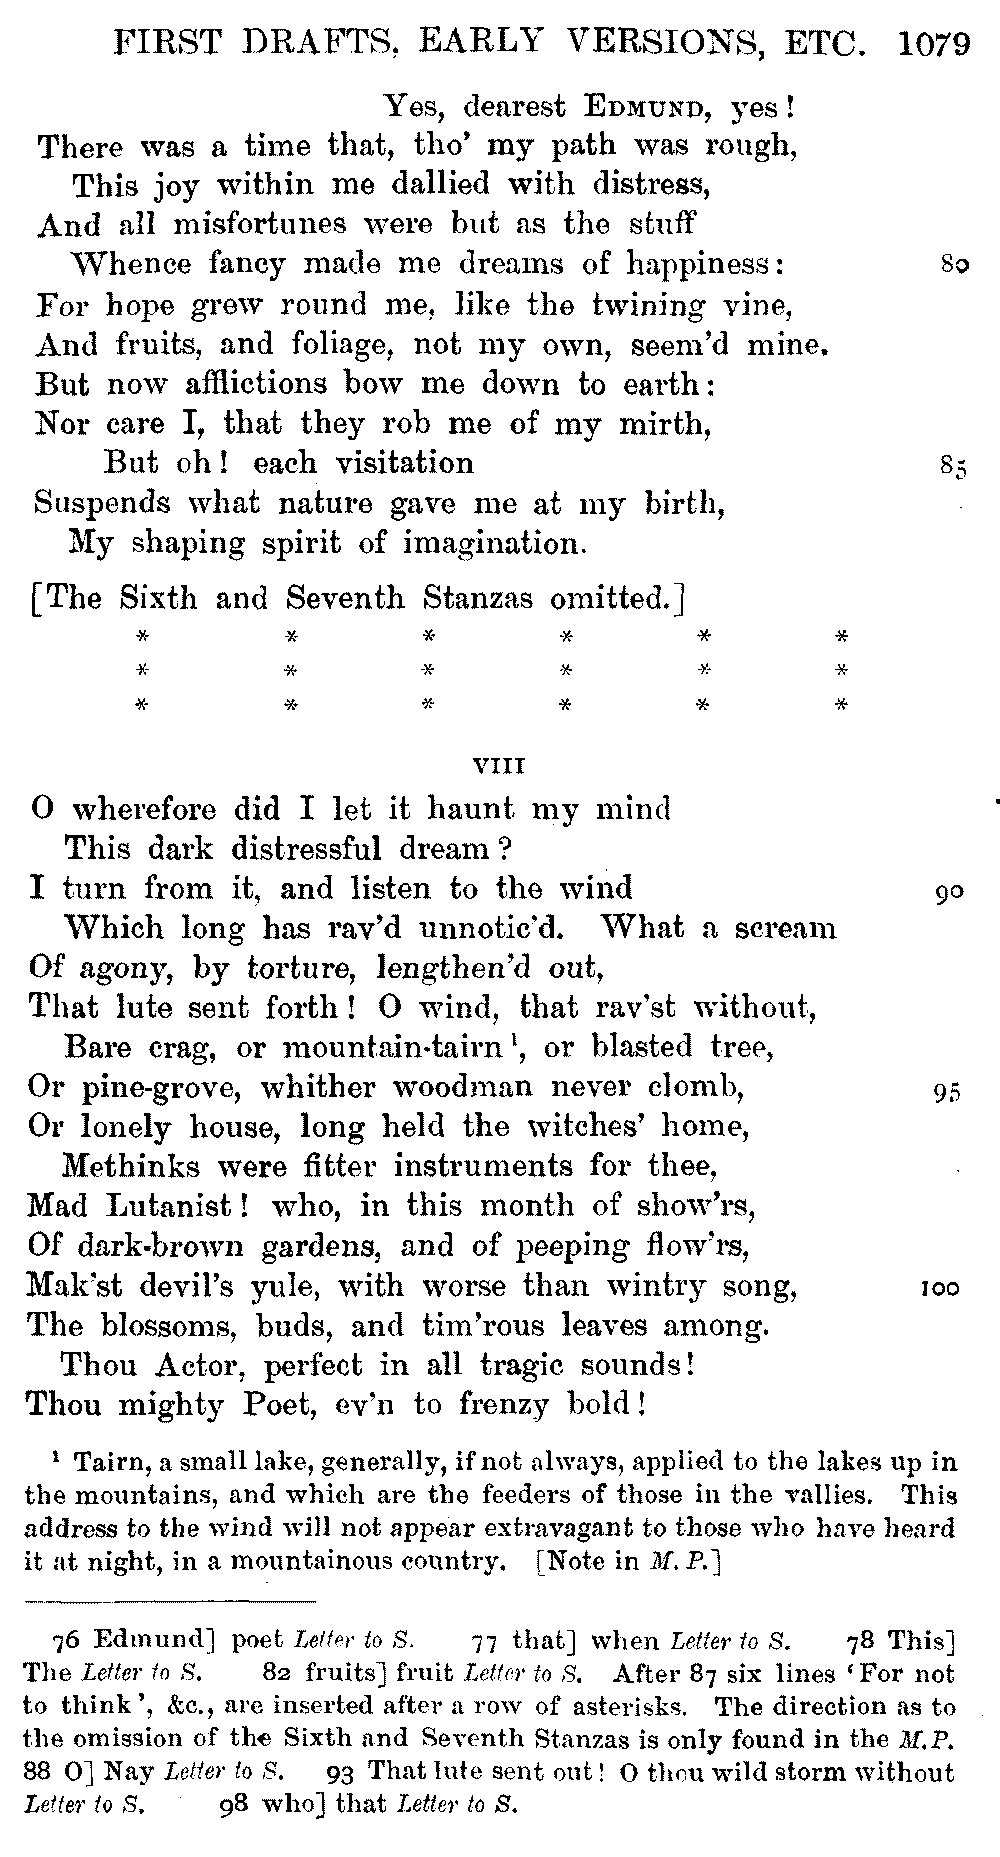 FIRST DRAFTS, EARLY VERSIONS, ETC. 1079
Yes, dearest EDMUND, yes!
There was a time that, tho' my path was rough,
This joy within me dallied with distress,
And all misfortunes were but as the stuff
Whence fancy made me dreams of happiness: 80
For hope grew round me, like the twining vine,
And fruits, and foliage, not my own, seem'd mine.
But now afflictions bow me down to earth:
Nor care I, that they rob me of my mirth,
But oh! each visitation 85
Suspends what nature gave me at my birth,
My shaping spirit of imagination.
[The Sixth and Seventh Stanzas omitted.]
* * * * * *
* * * * * *
* * * * * *
VIII
O wherefore did I let it haunt my mind
This dark distressful dream?
I turn from it, and listen to the wind 90
Which long has rav'd unnotic'd. What a scream
Of agony, by torture, lengthen'd out,
That lute sent forth! O wind, that rav'st without,
Bare crag, or mountain-tairn¹, or blasted tree,
Or pine-grove, whither woodman never clomb, 95
Or lonely house, long held the witches' home,
Methinks were fitter instruments for thee,
Mad Lutanist! who, in this month of show'rs,
Of dark-brown gardens, and of peeping flow'rs,
Mak'st devil's yule, with worse than wintry song, 100
The blossoms, buds, and tim'rous leaves among.
Thou Actor, perfect in all tragic sounds!
Thou mighty Poet, ev'n to frenzy bold!
¹ Tairn, a small lake, generally, if not always, applied to the lakes up in
the mountains, and which are the feeders of those in the vallies. This
address to the wind will not appear extravagant to those who have heard
it at night, in a mountainous country. [Note in M. P.]
76 Edmund] poet Letter to S. 77 that] when Letter to S. 78 This]
The Letter to S. 82 fruits] fruit Letter to S. After 87 six lines 'For not
to think', &c., are inserted after a row of asterisks. The direction as to
the omission of the Sixth and Seventh Stanzas is only found in the M.P.
88 O] Nay Letter to S. 93 That lute sent out! O thou wild storm without
Letter to S. 98 who] that Letter to S.